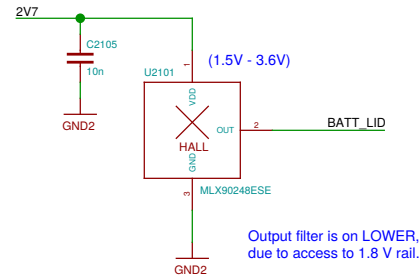 2V7
C2105
10n
GND2
(1.5V - 3.6V)
U2101
1
VDD
OUT
2
BATT_LID
HALL
GND
3
MLX90248ESE
GND2
Output filter is on LOWER,
due to access to 1.8 V rail.